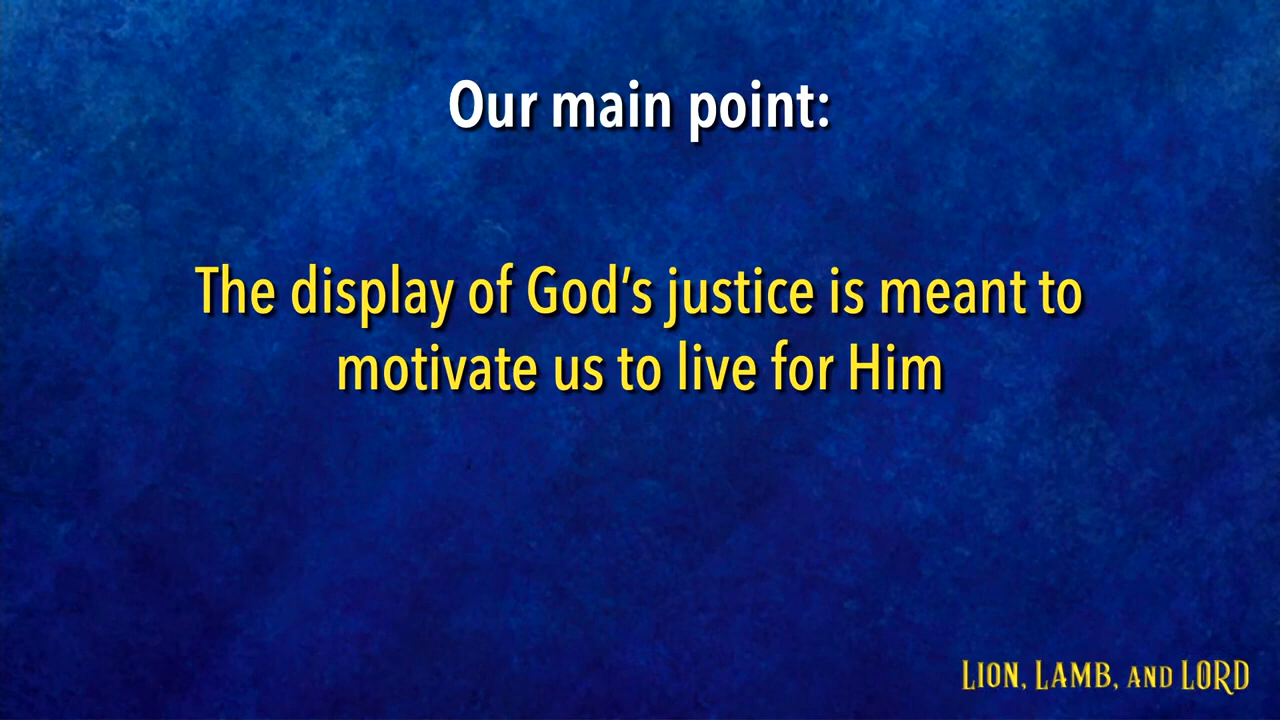 Our main point:
The display of God’s justice is meant to
motivate us to live for Him
LION, LAMB, AND LORD